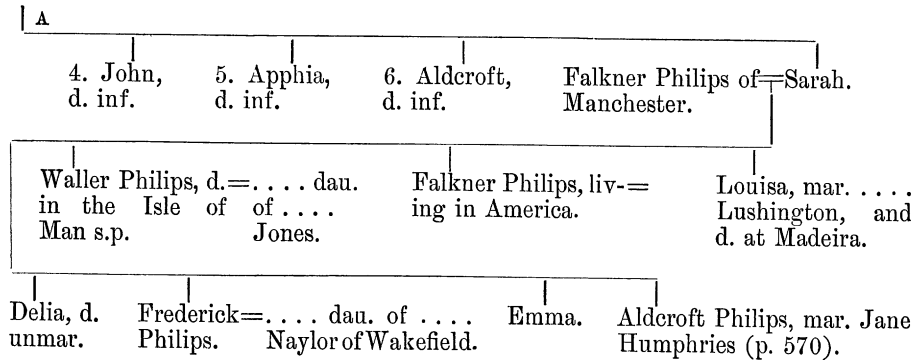 A
4. John,
d. inf.
5. Apphia,
d. inf.
6. Aldcroft,
d. inf.
Falkner Philips of=Sarah.
Manchester.
Waller Philips, d.=. . . . dau.
in the Isle of of . . . .
Man s.p. Jones.
Falkner Philips, liv-=
ing in America.
Louisa, mar. . . . . .
Lushington, and
d. at Madeira.
Delia, d.
unmar.
Frederick=. . . . dau. of . . . .
Philips. Naylor of Wakefield.
Emma.
Aldcroft Philips, mar. Jane
Humphries (p. 570).